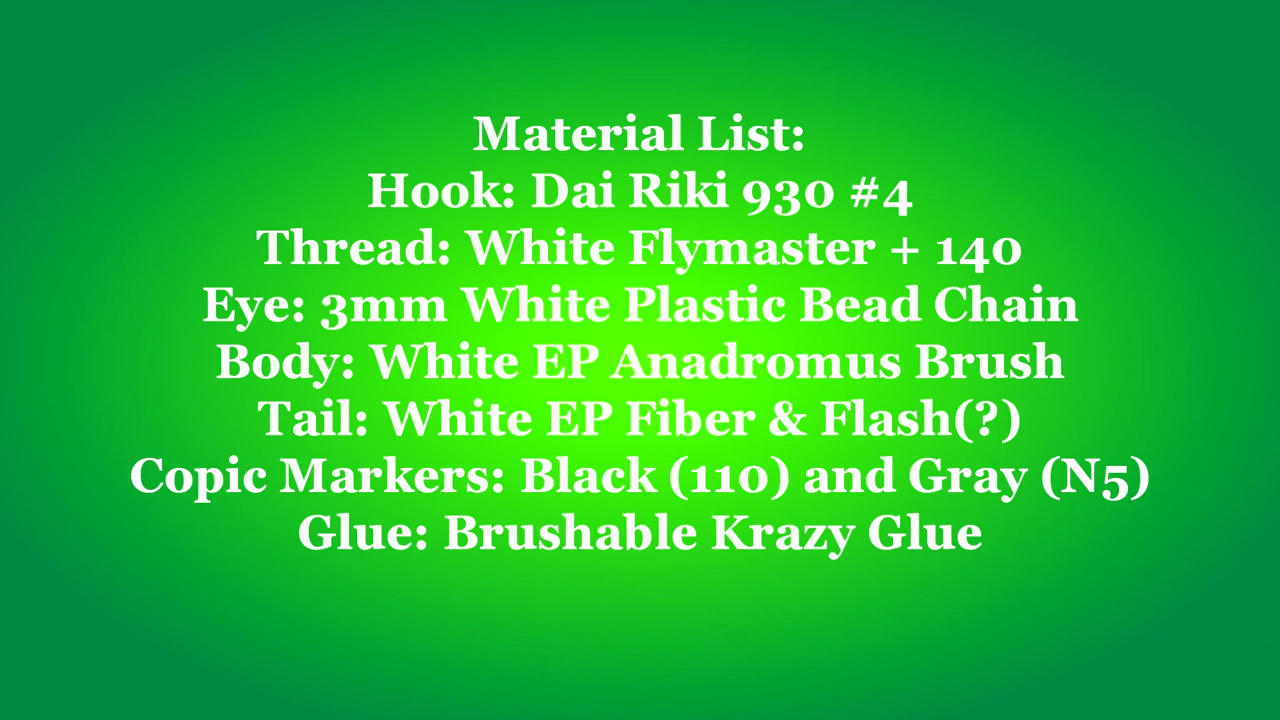 Material List:
Hook: Dai Riki 930 #4
Thread: White Flymaster + 140
Eye: 3mm White Plastic Bead Chain
Body: White EP Anadromus Brush
Tail: White EP Fiber & Flash(?)
Copic Markers: Black (110) and Gray (N5)
Glue: Brushable Krazy Glue